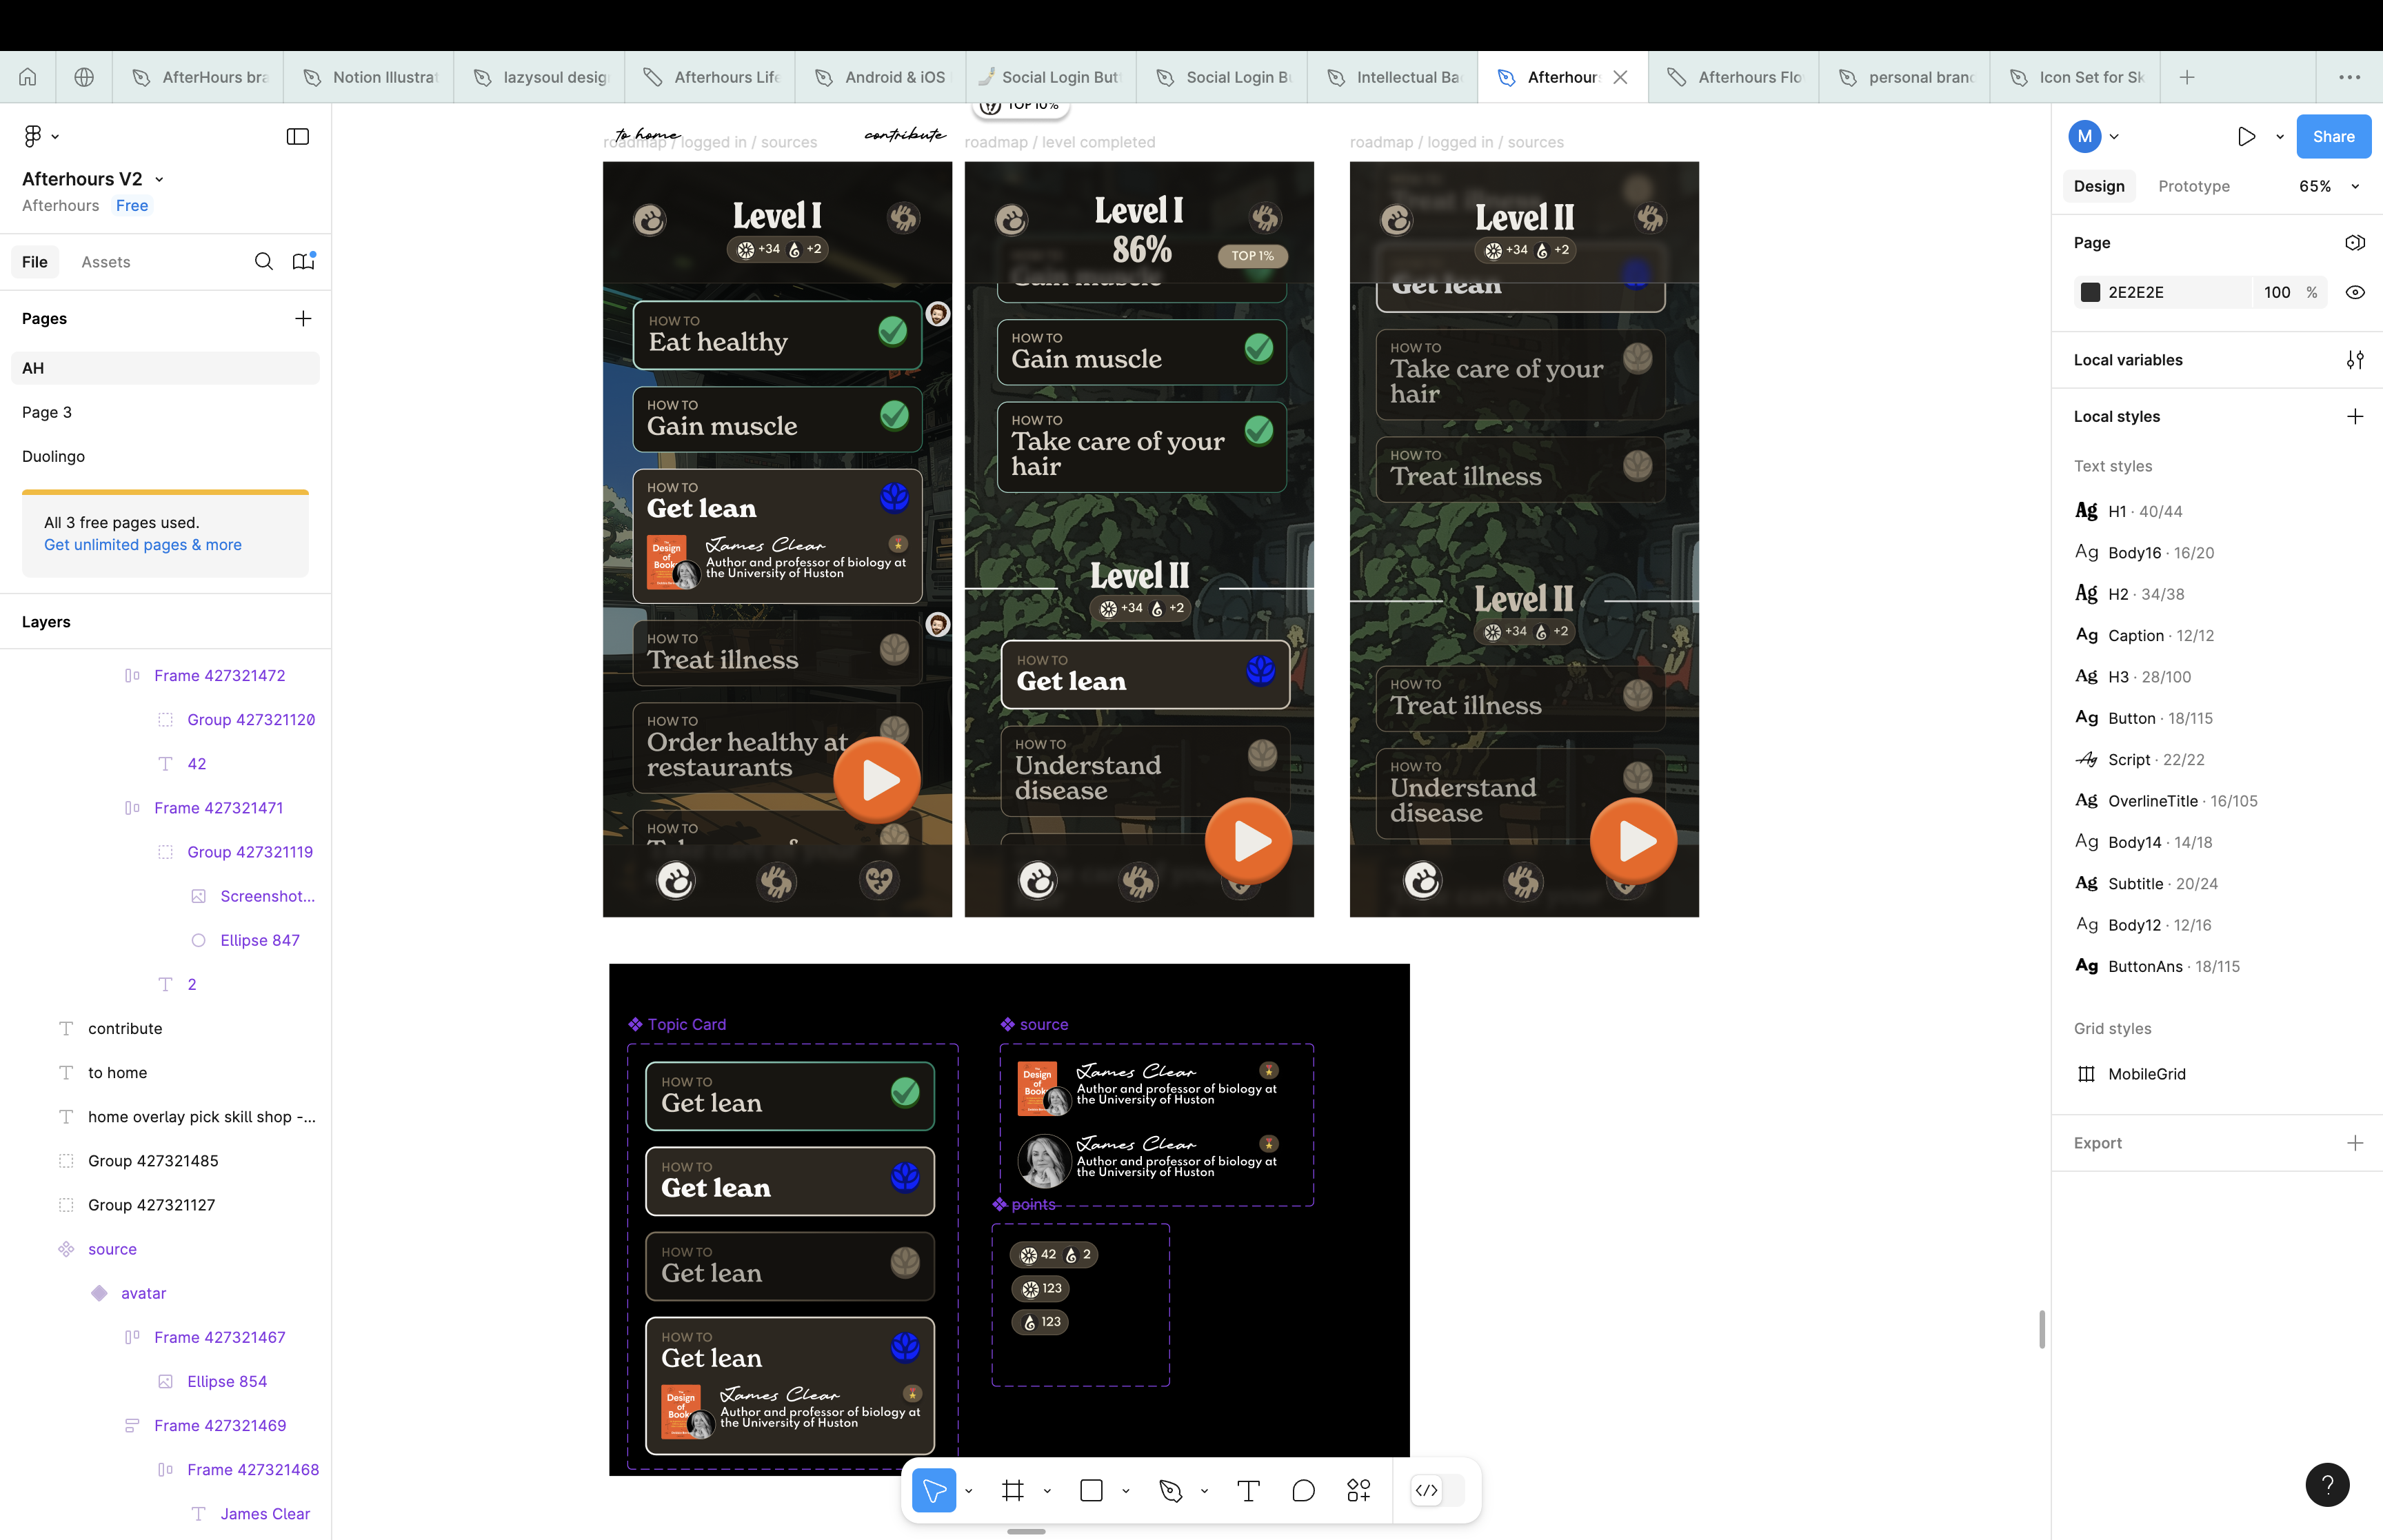 AfterHours bra
Notion Illustrat
lazysoul desig
Afterhours Life
Android & iOS
Social Login But
Social Login B
Intellectual Ba
Afterhours
Afterhours Flo
personal branc
Icon Set for Sk
Afterhours V2
Afterhours
Free
File
Assets
Pages
AH
Page 3
Duolingo
All 3 free pages used.
Get unlimited pages & more
Layers
Frame 427321472
Group 427321120
42
Frame 427321471
Group 427321119
Screenshot...
Ellipse 847
2
contribute
to home
home overlay pick skill shop -...
Group 427321485
Group 427321127
source
avatar
Frame 427321467
Ellipse 854
Frame 427321469
Frame 427321468
James Clear
TOP 10%
to home
contribute
roadmap / logged in / sources
Level I
+34 +2
HOW TO
Eat healthy
HOW TO
Gain muscle
HOW TO
Get lean
The
Design
of
Book
James Clear
Author and professor of biology at
the University of Huston
HOW TO
Treat illness
HOW TO
Order healthy at
restaurants
HOW TO
roadmap / level completed
Level I
86%
TOP 1%
Gain muscle
HOW TO
Gain muscle
HOW TO
Take care of your
hair
Level II
+34 +2
HOW TO
Get lean
HOW TO
Understand
disease
roadmap / logged in / sources
Level II
+34 +2
Get lean
HOW TO
Take care of your
hair
HOW TO
Treat illness
Level II
+34 +2
HOW TO
Treat illness
HOW TO
Understand
disease
Topic Card
HOW TO
Get lean
HOW TO
Get lean
HOW TO
Get lean
HOW TO
Get lean
The
Design
of
Book
James Clear
Author and professor of biology at
the University of Huston
source
Design
of
Book
James Clear
Author and professor of biology at
the University of Huston
James Clear
Author and professor of biology at
the University of Huston
points
42 2
123
123
M
Share
Design
Prototype
65%
Page
2E2E2E
100 %
Local variables
Local styles
Text styles
Ag H1 · 40/44
Ag Body16 · 16/20
Ag H2 · 34/38
Ag Caption · 12/12
Ag H3 · 28/100
Ag Button · 18/115
Ag Script · 22/22
Ag OverlineTitle · 16/105
Ag Body14 · 14/18
Ag Subtitle · 20/24
Ag Body12 · 12/16
Ag ButtonAns · 18/115
Grid styles
MobileGrid
Export
?